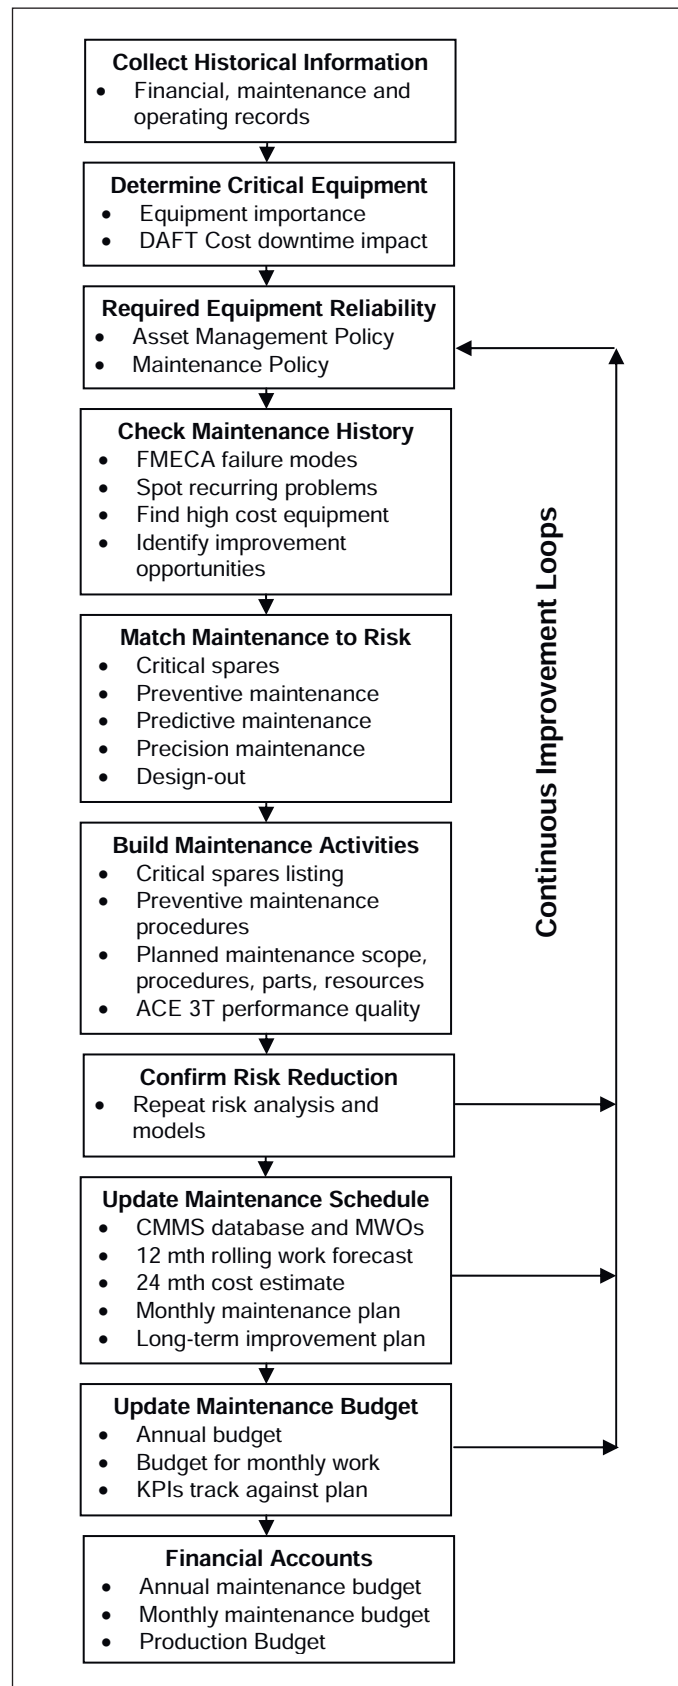 Collect Historical Information
• Financial, maintenance and
operating records
Determine Critical Equipment
• Equipment importance
• DAFT Cost downtime impact
Required Equipment Reliability
• Asset Management Policy
• Maintenance Policy
Check Maintenance History
• FMECA failure modes
• Spot recurring problems
• Find high cost equipment
• Identify improvement
opportunities
Match Maintenance to Risk
• Critical spares
• Preventive maintenance
• Predictive maintenance
• Precision maintenance
• Design-out
Build Maintenance Activities
• Critical spares listing
• Preventive maintenance
procedures
• Planned maintenance scope,
procedures, parts, resources
• ACE 3T performance quality
Confirm Risk Reduction
• Repeat risk analysis and
models
Update Maintenance Schedule
• CMMS database and MWOs
• 12 mth rolling work forecast
• 24 mth cost estimate
• Monthly maintenance plan
• Long-term improvement plan
Update Maintenance Budget
• Annual budget
• Budget for monthly work
• KPIs track against plan
Financial Accounts
• Annual maintenance budget
• Monthly maintenance budget
• Production Budget
Continuous Improvement Loops